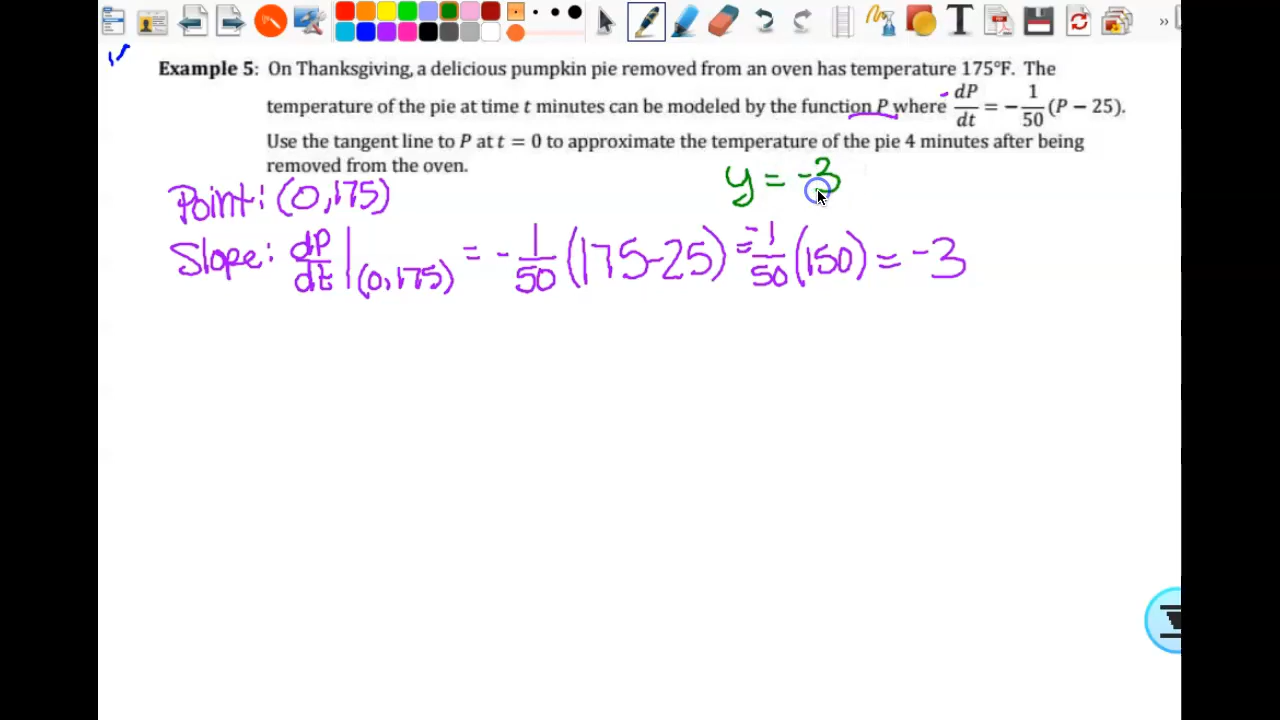 Example 5: On Thanksgiving, a delicious pumpkin pie removed from an oven has temperature 175°F. The
temperature of the pie at time t minutes can be modeled by the function P where dP/dt = −1/50 (P − 25).
Use the tangent line to P at t = 0 to approximate the temperature of the pie 4 minutes after being
removed from the oven.
y = -3
Point: (0,175)
Slope: dP/dt |(0,175) = -1/50 (175-25) = -1/50 (150) = -3